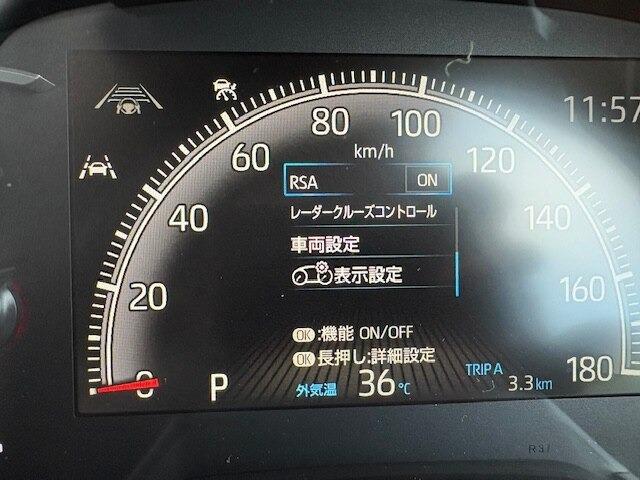 11:57
80 100
km/h
60 120
RSA ON
レーダークルーズコントロール
40 140
車両設定
表示設定
20 160
OK:機能 ON/OFF
OK長押し:詳細設定
0 P 180
外気温 36℃
TRIP A
3.3 km